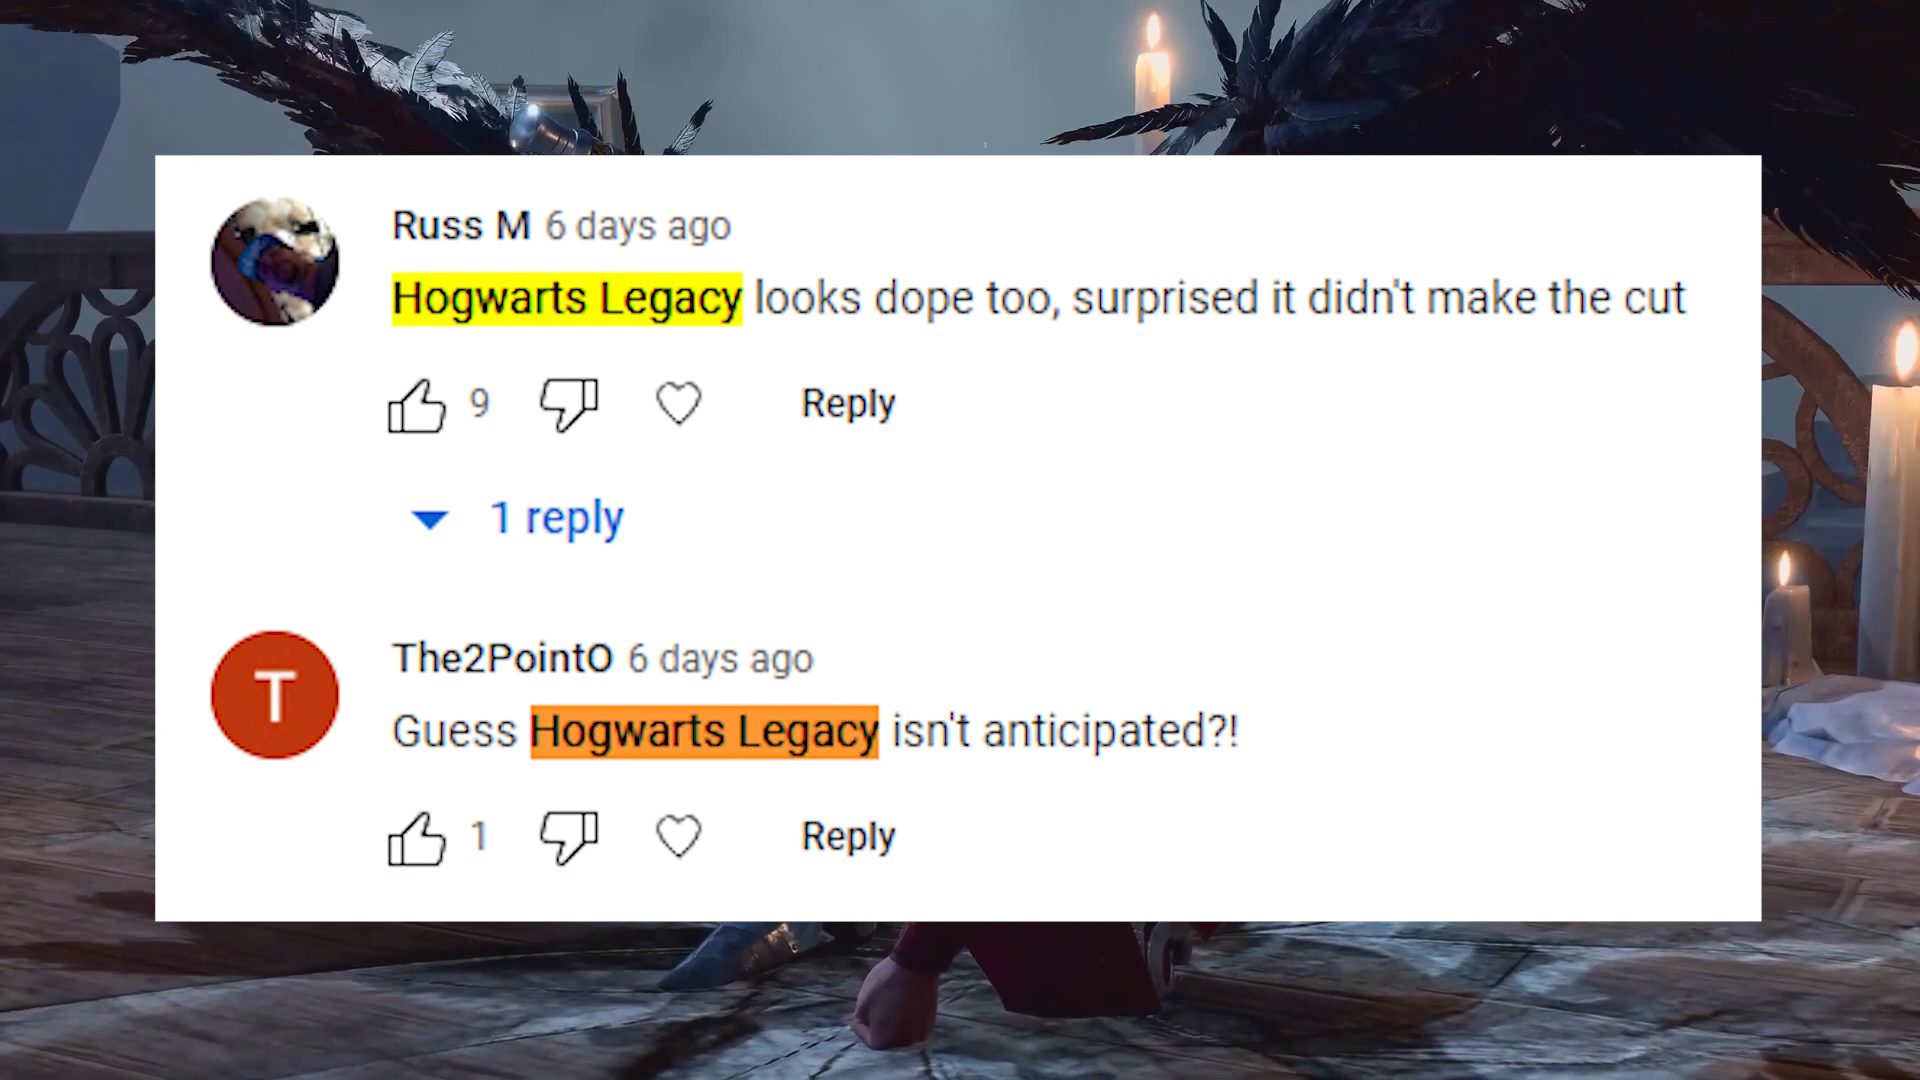 Russ M 6 days ago
Hogwarts Legacy looks dope too, surprised it didn't make the cut
9 Reply
1 reply
T
The2PointO 6 days ago
Guess Hogwarts Legacy isn't anticipated?!
1 Reply